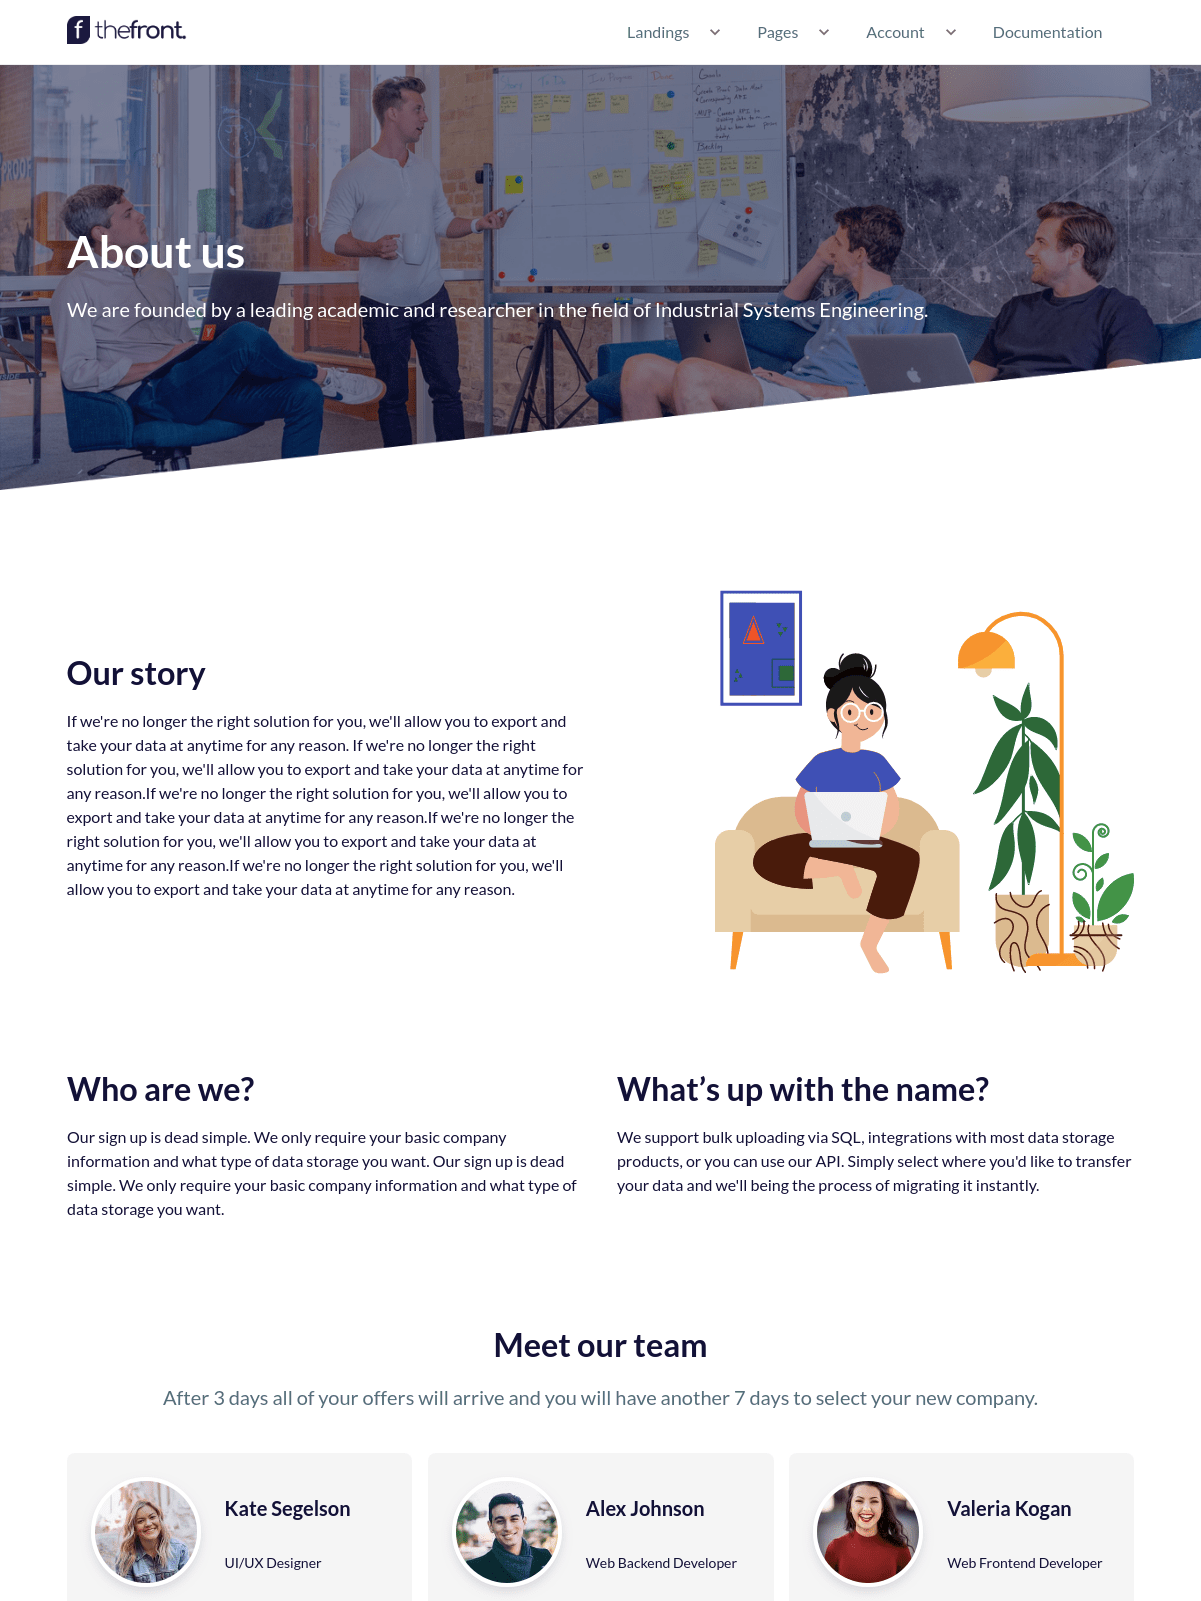 f thefront.
Landings
Pages
Account
Documentation
To Do
In Progress
Done
Google
Backlog
About us
We are founded by a leading academic and researcher in the field of Industrial Systems Engineering.
Y
Our story
If we're no longer the right solution for you, we'll allow you to export and
take your data at anytime for any reason. If we're no longer the right
solution for you, we'll allow you to export and take your data at anytime for
any reason.If we're no longer the right solution for you, we'll allow you to
export and take your data at anytime for any reason.If we're no longer the
right solution for you, we'll allow you to export and take your data at
anytime for any reason.If we're no longer the right solution for you, we'll
allow you to export and take your data at anytime for any reason.
Who are we?
Our sign up is dead simple. We only require your basic company
information and what type of data storage you want. Our sign up is dead
simple. We only require your basic company information and what type of
data storage you want.
What’s up with the name?
We support bulk uploading via SQL, integrations with most data storage
products, or you can use our API. Simply select where you'd like to transfer
your data and we'll being the process of migrating it instantly.
Meet our team
After 3 days all of your offers will arrive and you will have another 7 days to select your new company.
Kate Segelson
UI/UX Designer
Alex Johnson
Web Backend Developer
Valeria Kogan
Web Frontend Developer